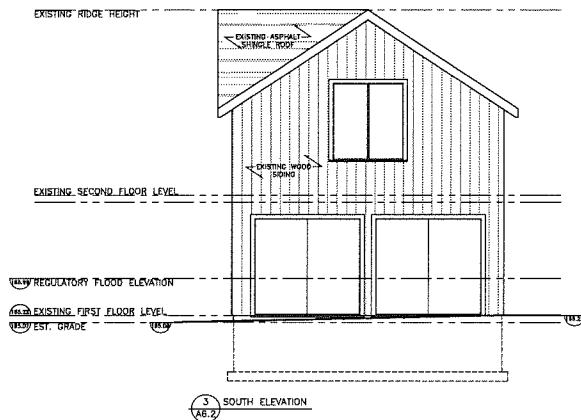 EXISTING RIDGE HEIGHT
EXISTING ASPHALT
SHINGLE ROOF
EXISTING WOOD
SIDING
EXISTING SECOND FLOOR LEVEL
REGULATORY FLOOD ELEVATION
EXISTING FIRST FLOOR LEVEL
EST. GRADE
3 SOUTH ELEVATION
A6.2